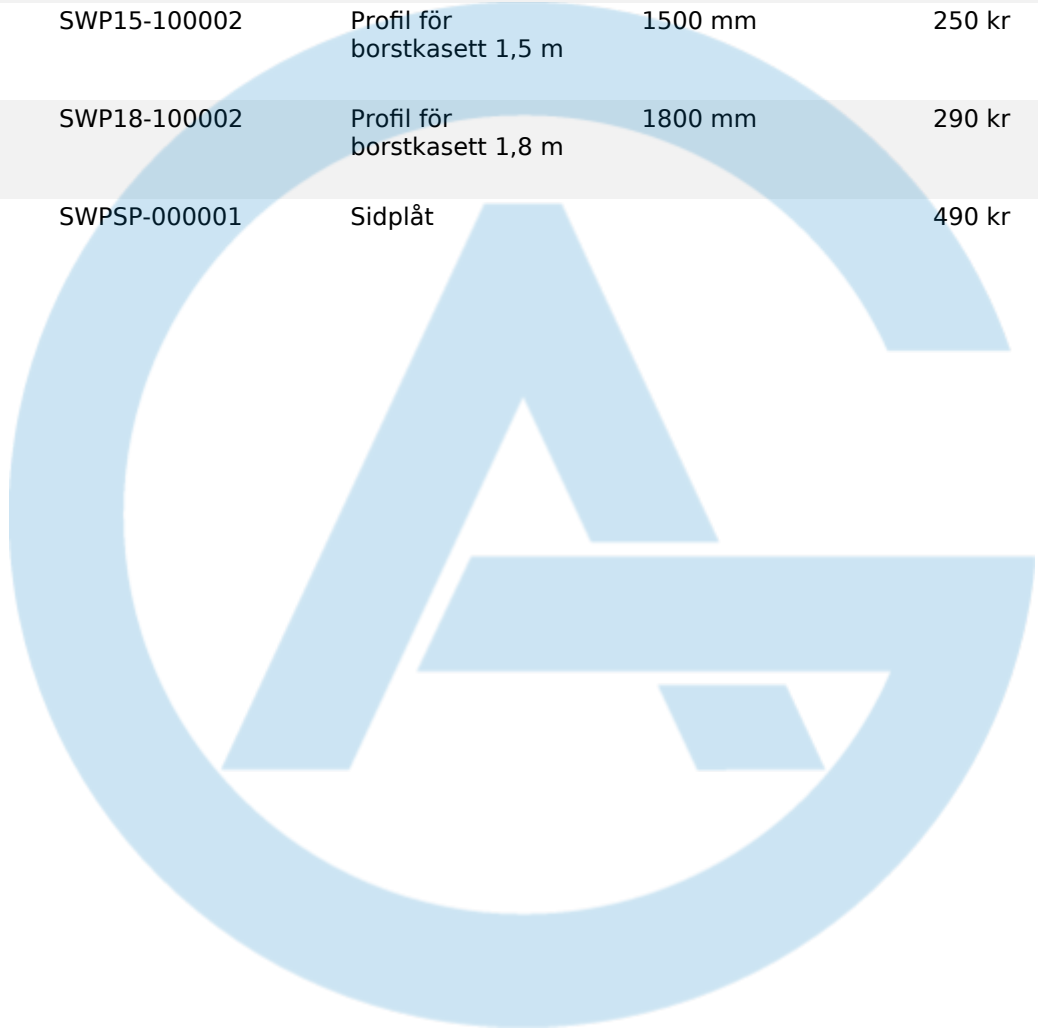 SWP15-100002 Profil för 1500 mm 250 kr
borstkasett 1,5 m
SWP18-100002 Profil för 1800 mm 290 kr
borstkasett 1,8 m
SWPSP-000001 Sidplåt 490 kr